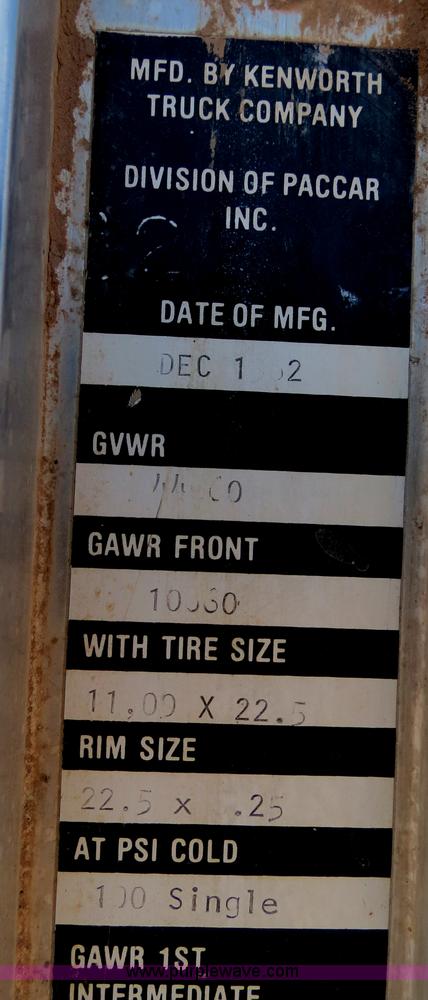 MFD. BY KENWORTH
TRUCK COMPANY
DIVISION OF PACCAR
INC.
DATE OF MFG.
DEC
GVWR
GAWR FRONT
WITH TIRE SIZE
11.00 X 22.5
RIM SIZE
22.5 x .25
AT PSI COLD
100 Single
GAWR 1ST
INTERMEDIATE
www.purplewave.com